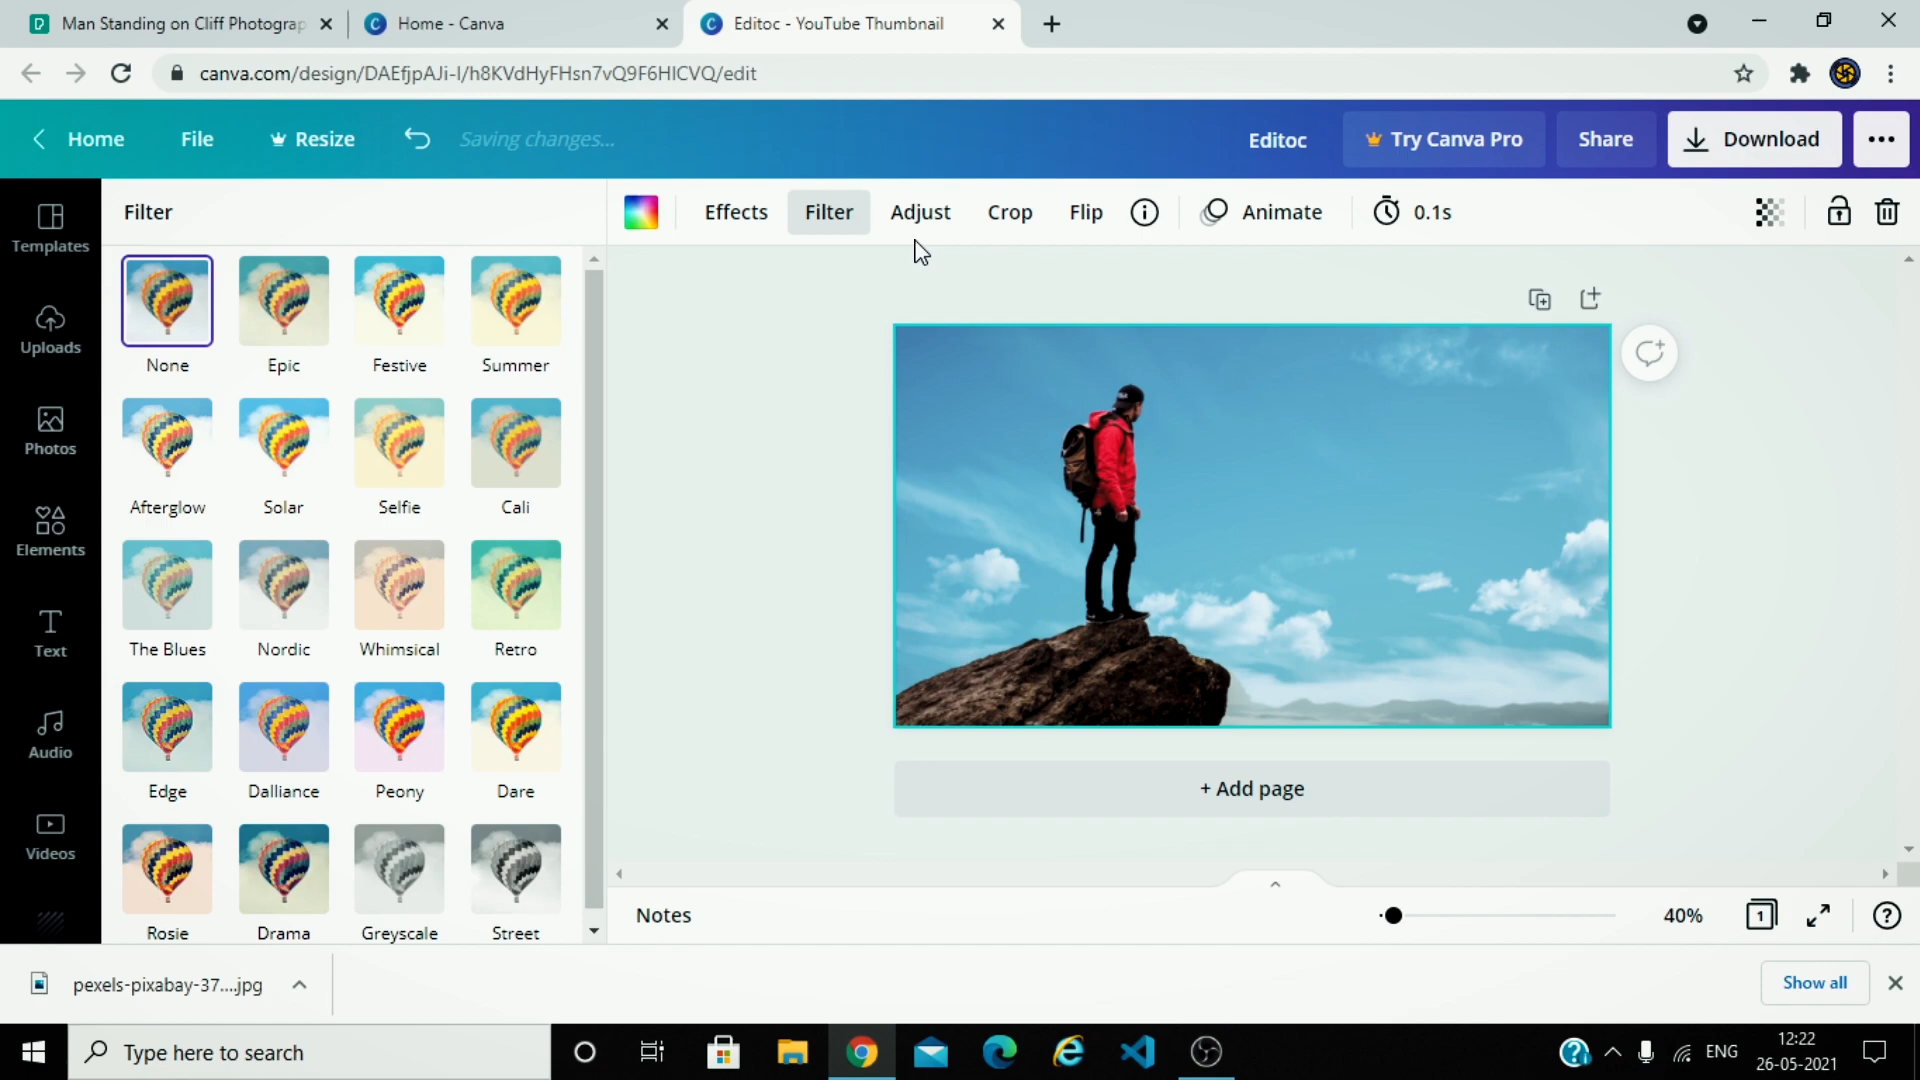 Man Standing on Cliff Photograp
Home - Canva
Editoc - YouTube Thumbnail
canva.com/design/DAEfjpAJi-I/h8KVdHyFHsn7vQ9F6HICVQ/edit
Home
File
Resize
Saving changes...
Editoc
Try Canva Pro
Share
Download
Templates
Uploads
Photos
Elements
Text
Audio
Videos
Filter
Effects
Filter
Adjust
Crop
Flip
Animate
0.1s
None
Epic
Festive
Summer
Afterglow
Solar
Selfie
Cali
The Blues
Nordic
Whimsical
Retro
Edge
Dalliance
Peony
Dare
Rosie
Drama
Greyscale
Street
+ Add page
Notes
40%
1
pexels-pixabay-37....jpg
Show all
Type here to search
ENG
12:22
26-05-2021